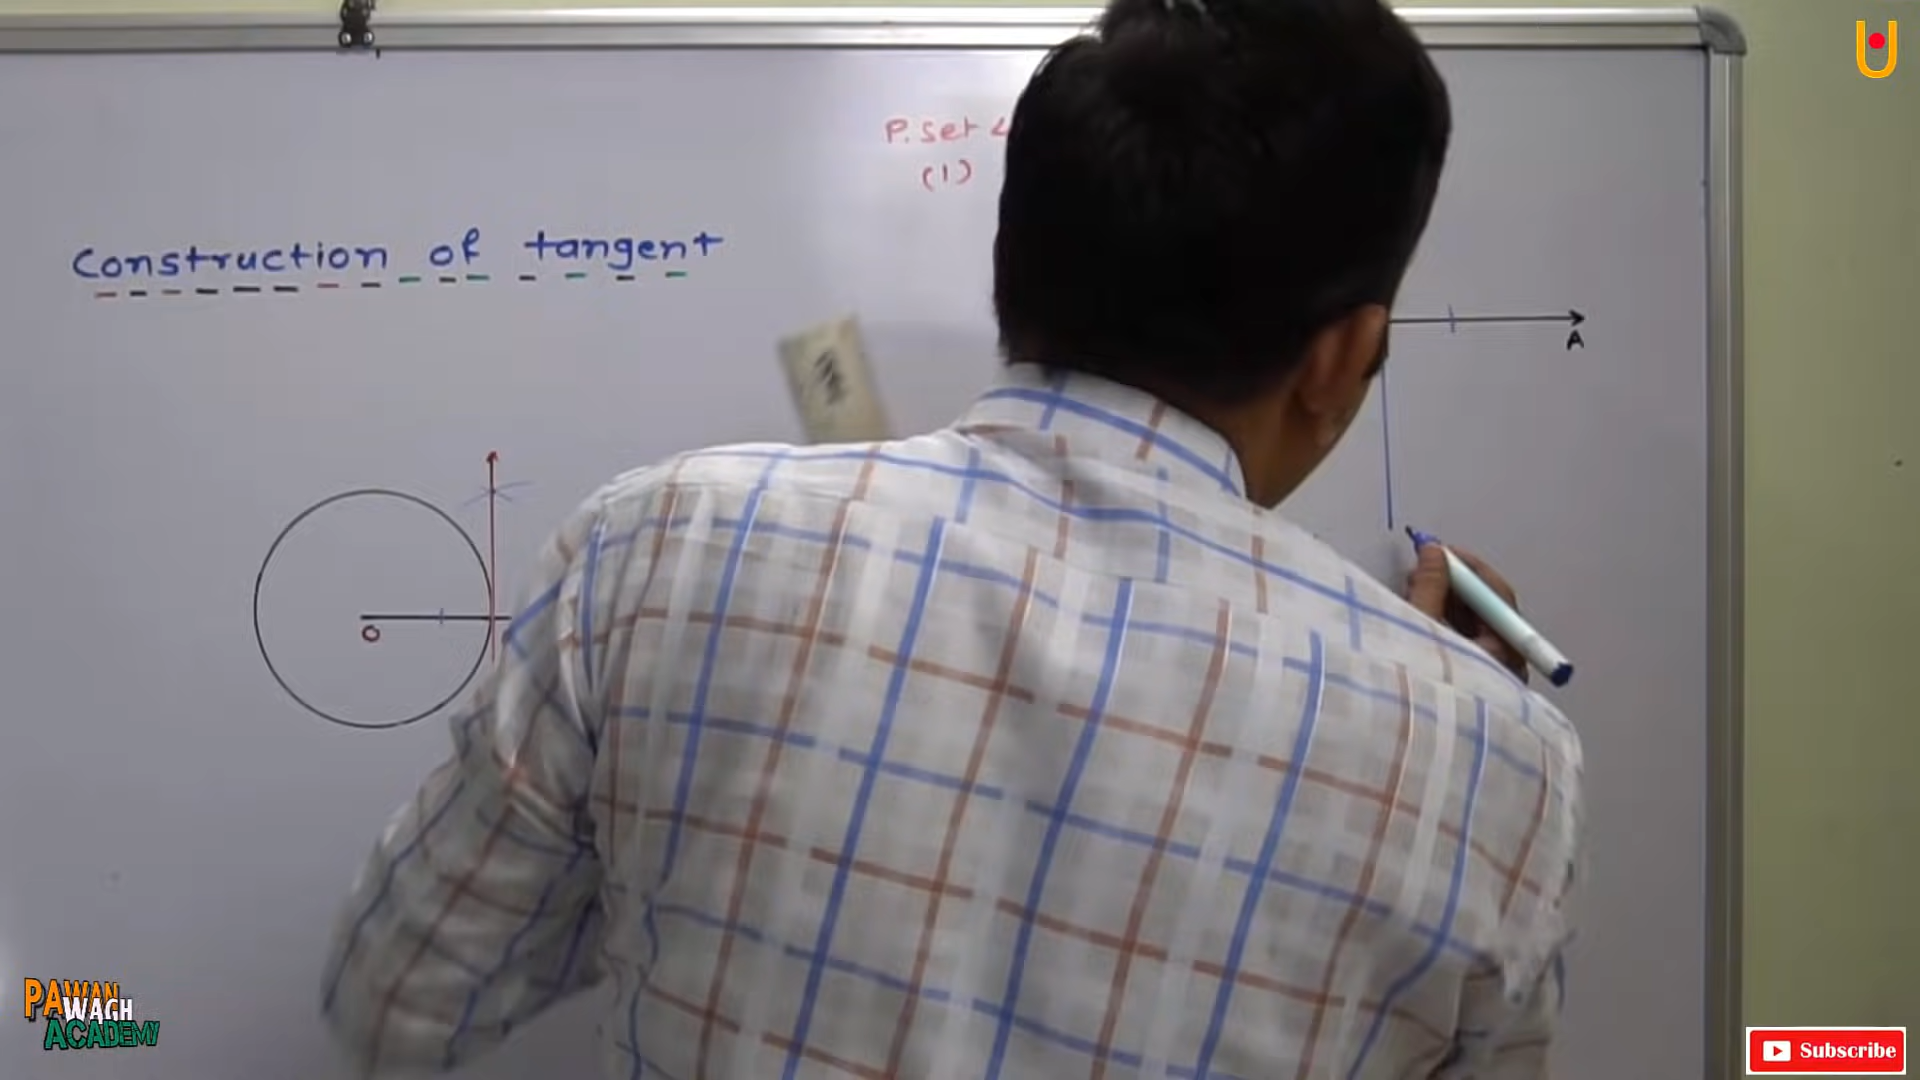 P. set
(1)
Construction of tangent
A
O
PAWAN
WAGH
ACADEMY
Subscribe